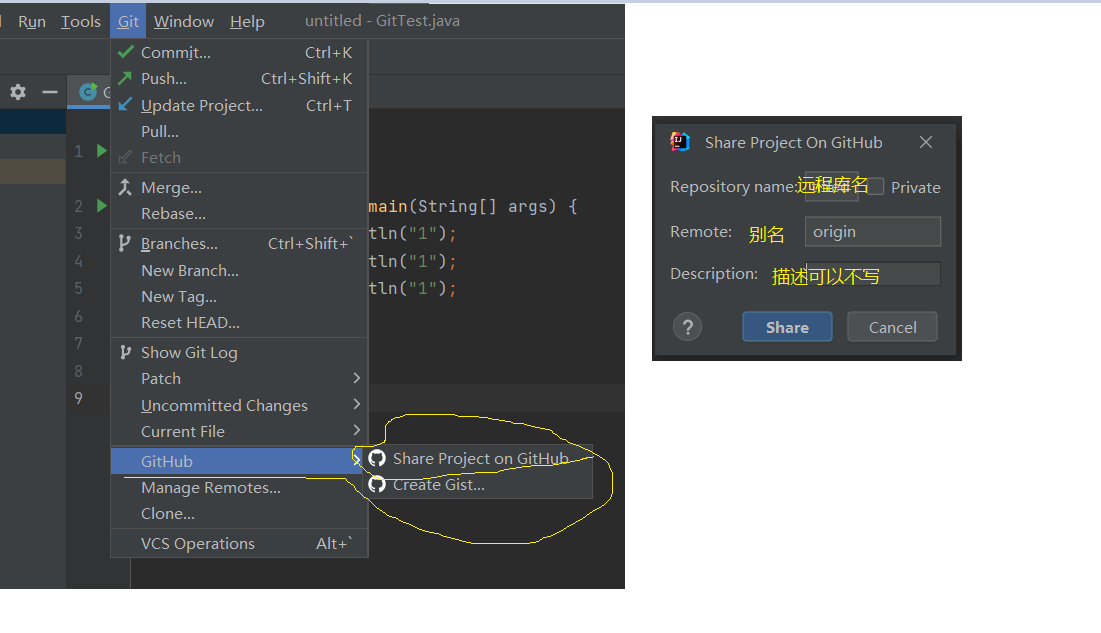 Run Tools Git Window Help untitled - GitTest.java
Commit... Ctrl+K
Push... Ctrl+Shift+K
Update Project... Ctrl+T
Pull...
Fetch
Merge...
Rebase...
Branches... Ctrl+Shift+`
New Branch...
New Tag...
Reset HEAD...
Show Git Log
Patch
Uncommitted Changes
Current File
GitHub
Manage Remotes...
Clone...
VCS Operations Alt+`
Share Project on GitHub
Create Gist...
C
1
2 main(String[] args) {
3 tln("1");
4 tln("1");
5 tln("1");
6
7
8
9
Share Project On GitHub
Repository name: 远程库名 Private
Remote: 别名 origin
Description: 描述可以不写
? Share Cancel